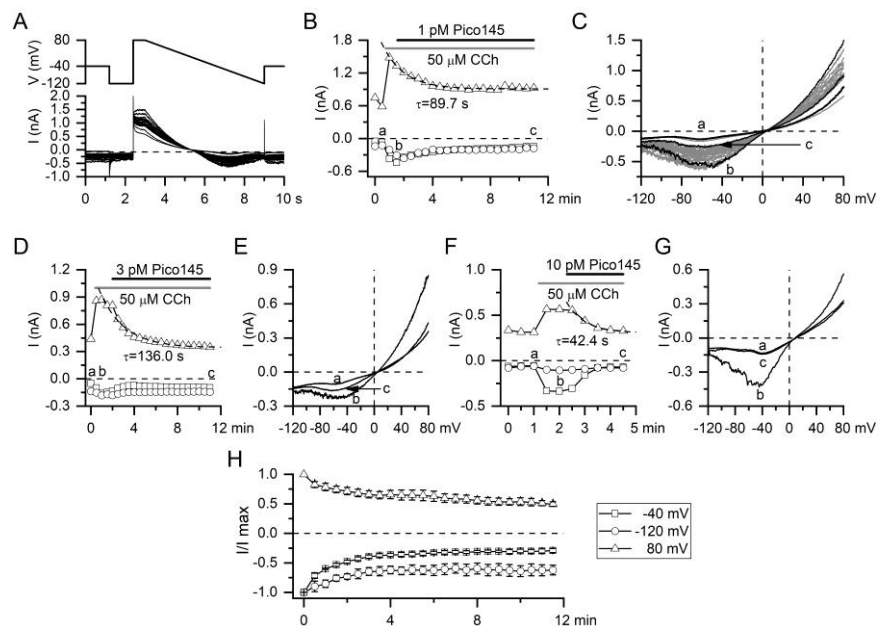 A
V (mV)
80
-40
-120
I (nA)
2.0
1.5
1.0
0.5
0.0
-0.5
-1.0
0 2 4 6 8 10 s
B
1 pM Pico145
50 μM CCh
I (nA)
1.8
1.2
0.6
0.0
-0.6
τ=89.7 s
a
b
c
0 4 8 12 min
C
I (nA)
1.5
1.0
0.5
0.0
-0.5
a
b
c
-120 -80 -40 0 40 80 mV
D
3 pM Pico145
50 μM CCh
I (nA)
1.2
0.9
0.6
0.3
0.0
-0.3
τ=136.0 s
a b c
0 4 8 12 min
E
I (nA)
0.9
0.6
0.3
0.0
-0.3
a
b
c
-120 -80 -40 0 40 80 mV
F
10 pM Pico145
50 μM CCh
I (nA)
1.0
0.5
0.0
-0.5
τ=42.4 s
a
b
c
0 1 2 3 4 5 min
G
I (nA)
0.6
0.3
0.0
-0.3
-0.6
a
c
b
-120 -80 -40 0 40 80 mV
H
I/I max
1.0
0.5
0.0
-0.5
-1.0
0 4 8 12 min
-40 mV
-120 mV
80 mV